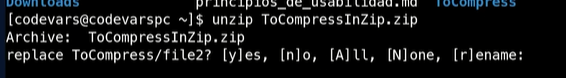 Downloads principios_de_usabilidad.md ToCompress
[codevars@codevarspc ~]$ unzip ToCompressInZip.zip
Archive:  ToCompressInZip.zip
replace ToCompress/file2? [y]es, [n]o, [A]ll, [N]one, [r]ename: